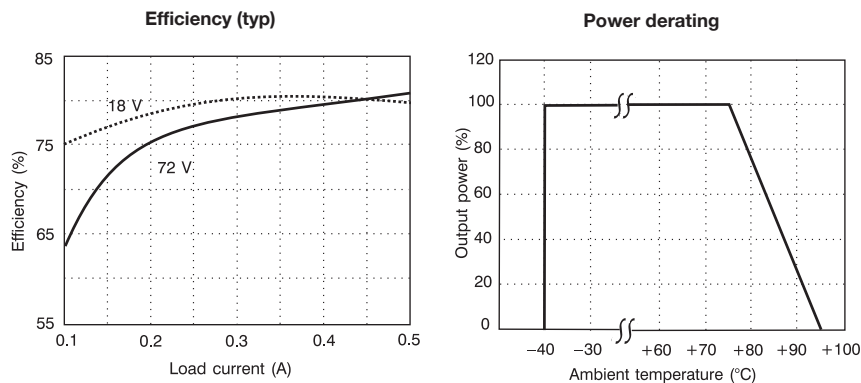 Efficiency (typ)
85
75
65
55
Efficiency (%)
18 V
72 V
0.1
0.2
0.3
0.4
0.5
Load current (A)
Power derating
120
100
80
60
40
20
0
Output power (%)
−40
−30
+60
+70
+80
+90
+100
Ambient temperature (°C)